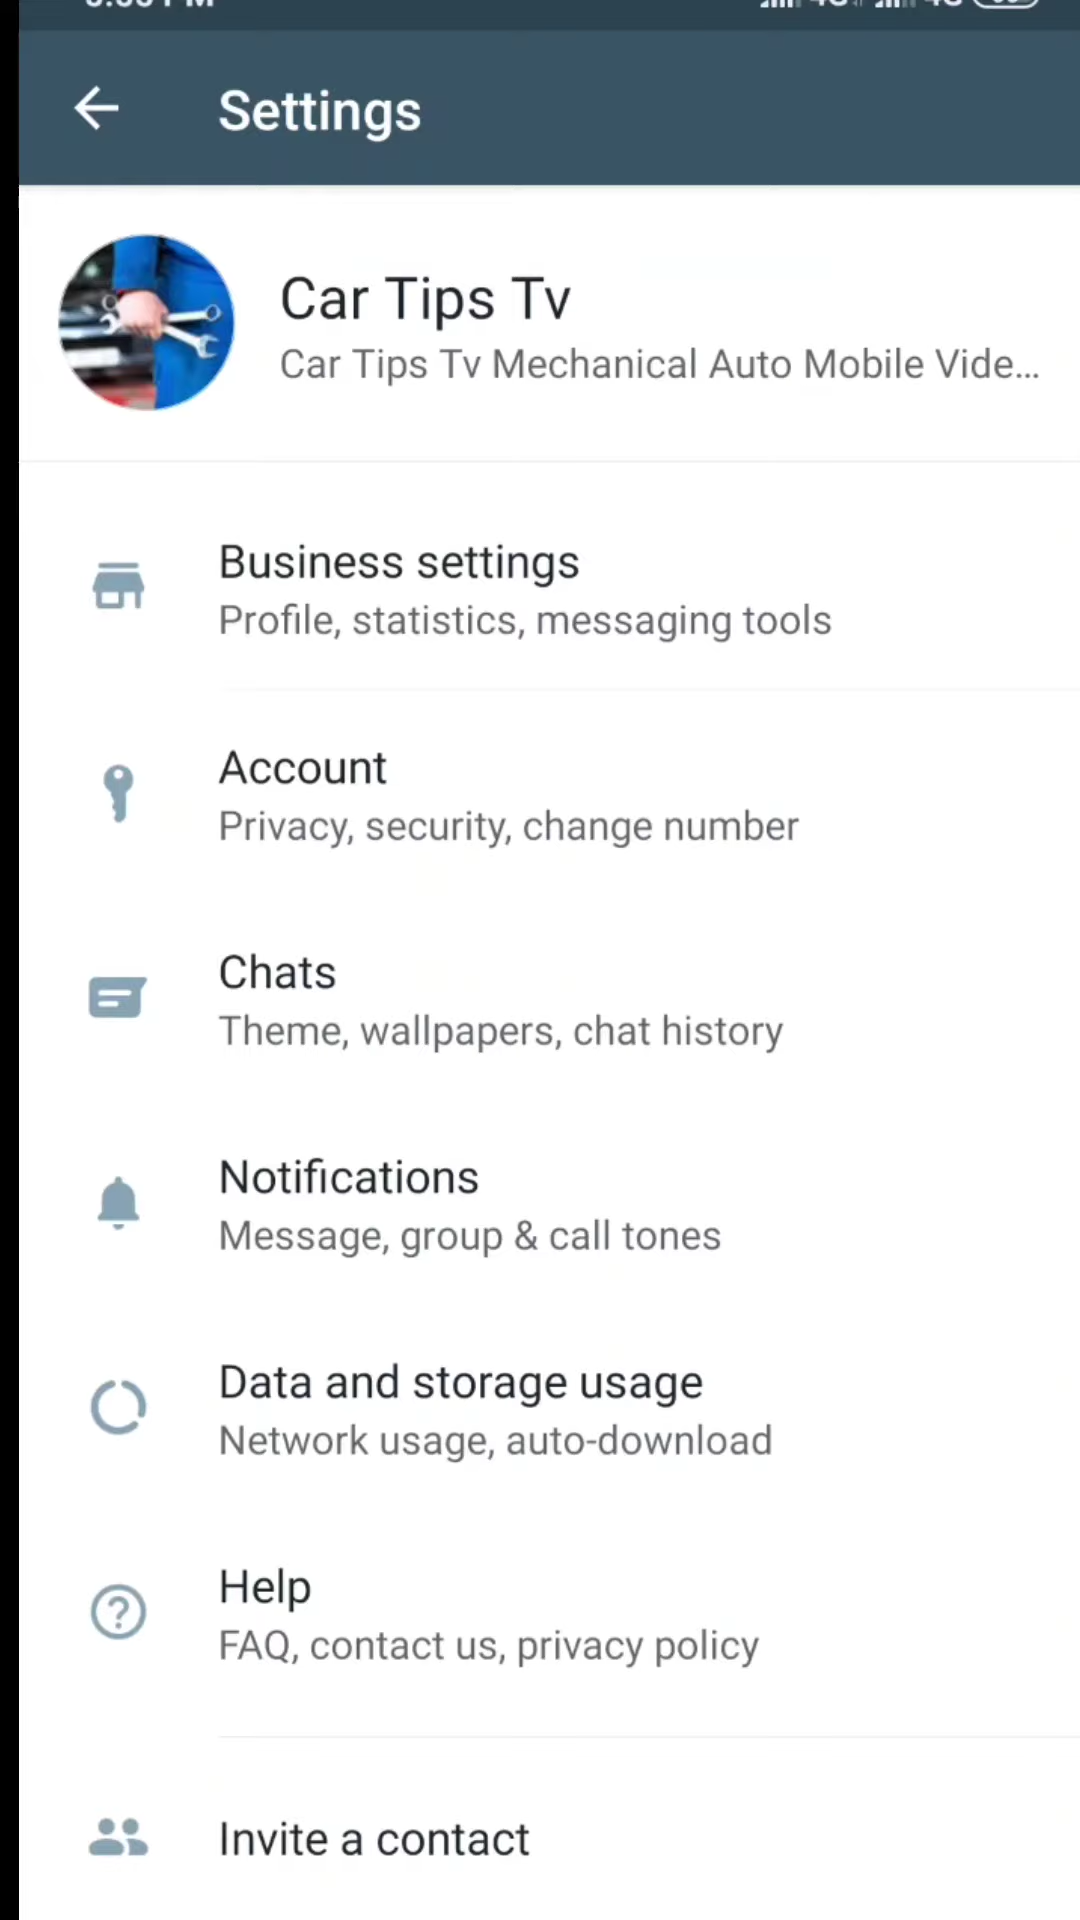 Settings
Car Tips Tv
Car Tips Tv Mechanical Auto Mobile Vide...
Business settings
Profile, statistics, messaging tools
Account
Privacy, security, change number
Chats
Theme, wallpapers, chat history
Notifications
Message, group & call tones
Data and storage usage
Network usage, auto-download
Help
FAQ, contact us, privacy policy
Invite a contact